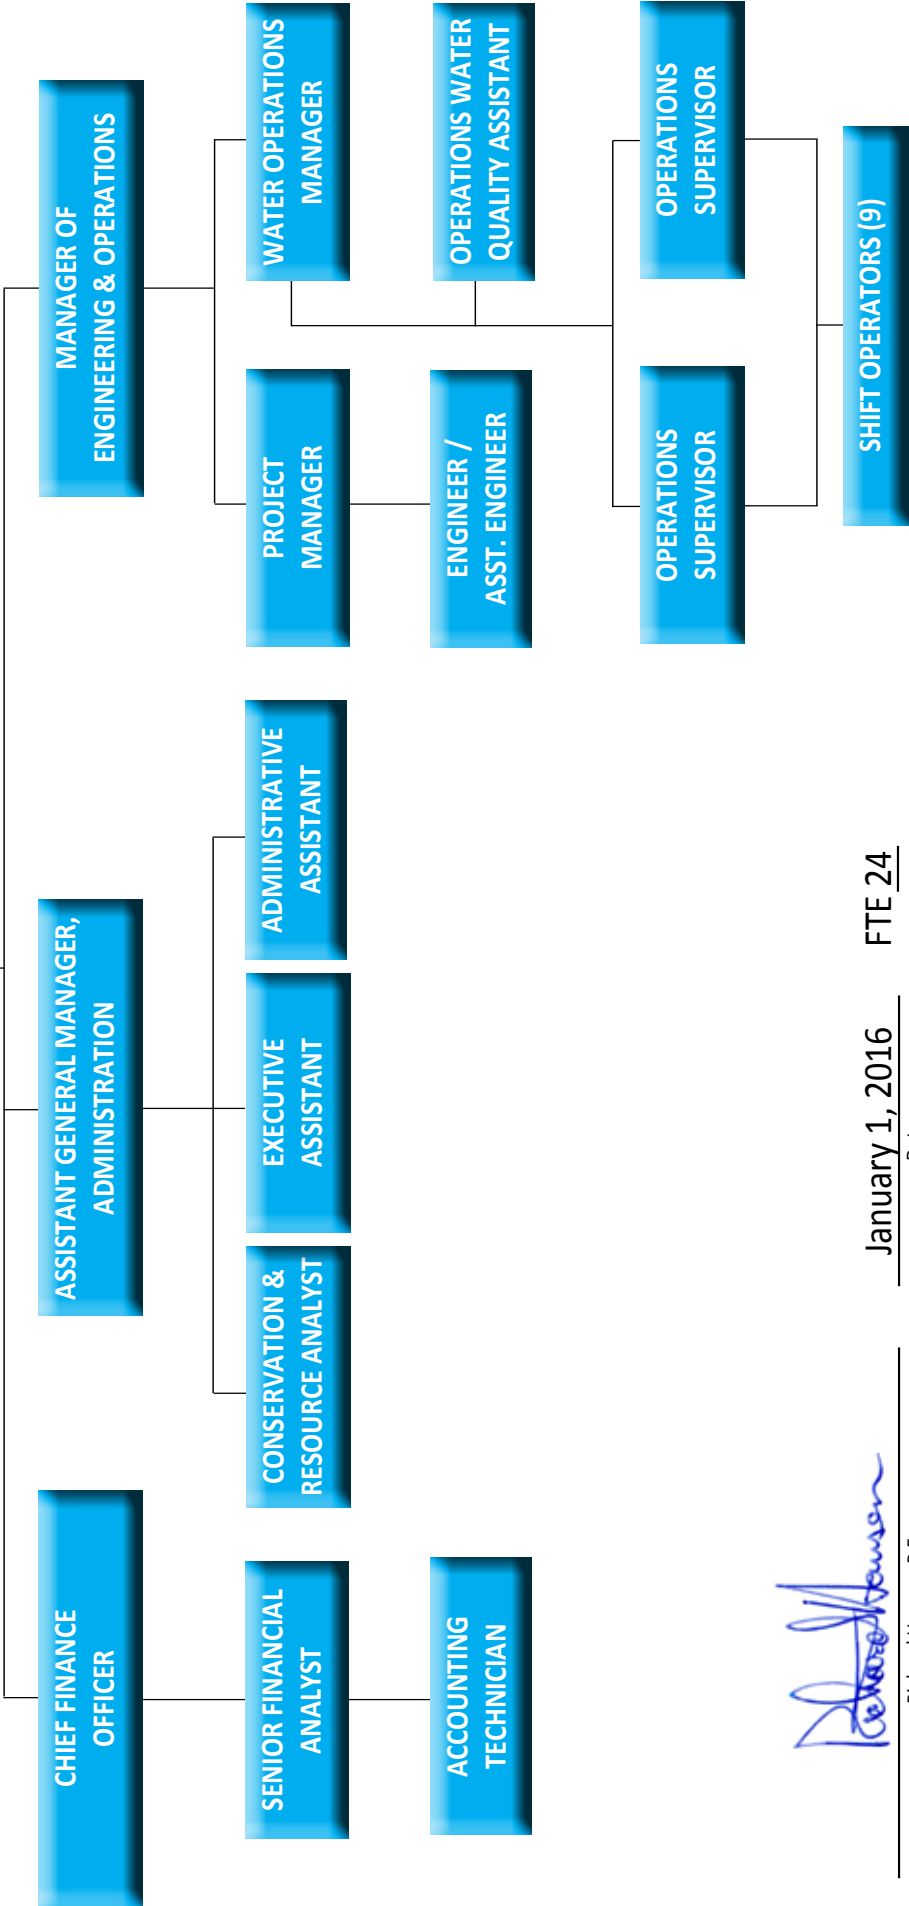 CHIEF FINANCE
OFFICER
ASSISTANT GENERAL MANAGER,
ADMINISTRATION
MANAGER OF
ENGINEERING & OPERATIONS
SENIOR FINANCIAL
ANALYST
CONSERVATION &
RESOURCE ANALYST
EXECUTIVE
ASSISTANT
ADMINISTRATIVE
ASSISTANT
PROJECT
MANAGER
WATER OPERATIONS
MANAGER
ACCOUNTING
TECHNICIAN
ENGINEER /
ASST. ENGINEER
OPERATIONS WATER
QUALITY ASSISTANT
OPERATIONS
SUPERVISOR
OPERATIONS
SUPERVISOR
SHIFT OPERATORS (9)
January 1, 2016
FTE 24